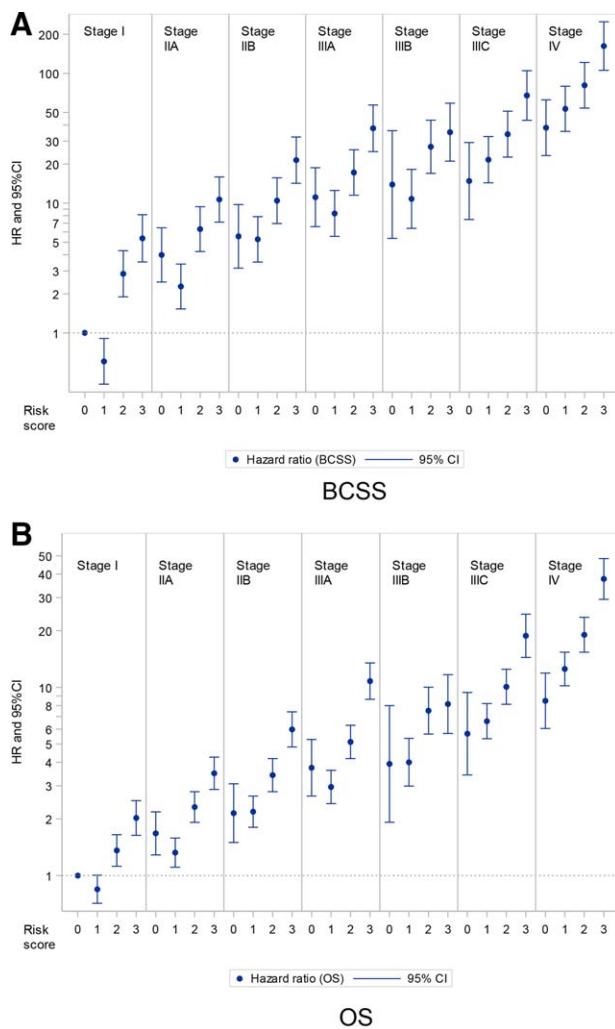 A
Stage I
Stage
IIA
Stage
IIB
Stage
IIIA
Stage
IIIB
Stage
IIIC
Stage
IV
HR and 95%CI
200
100
50
30
20
10
7
5
3
2
1
Risk
score
0 1 2 3 0 1 2 3 0 1 2 3 0 1 2 3 0 1 2 3 0 1 2 3 0 1 2 3
Hazard ratio (BCSS) 95% CI
BCSS
B
Stage I
Stage
IIA
Stage
IIB
Stage
IIIA
Stage
IIIB
Stage
IIIC
Stage
IV
HR and 95%CI
50
40
30
20
10
8
6
5
4
3
2
1
Risk
score
0 1 2 3 0 1 2 3 0 1 2 3 0 1 2 3 0 1 2 3 0 1 2 3 0 1 2 3
Hazard ratio (OS) 95% CI
OS